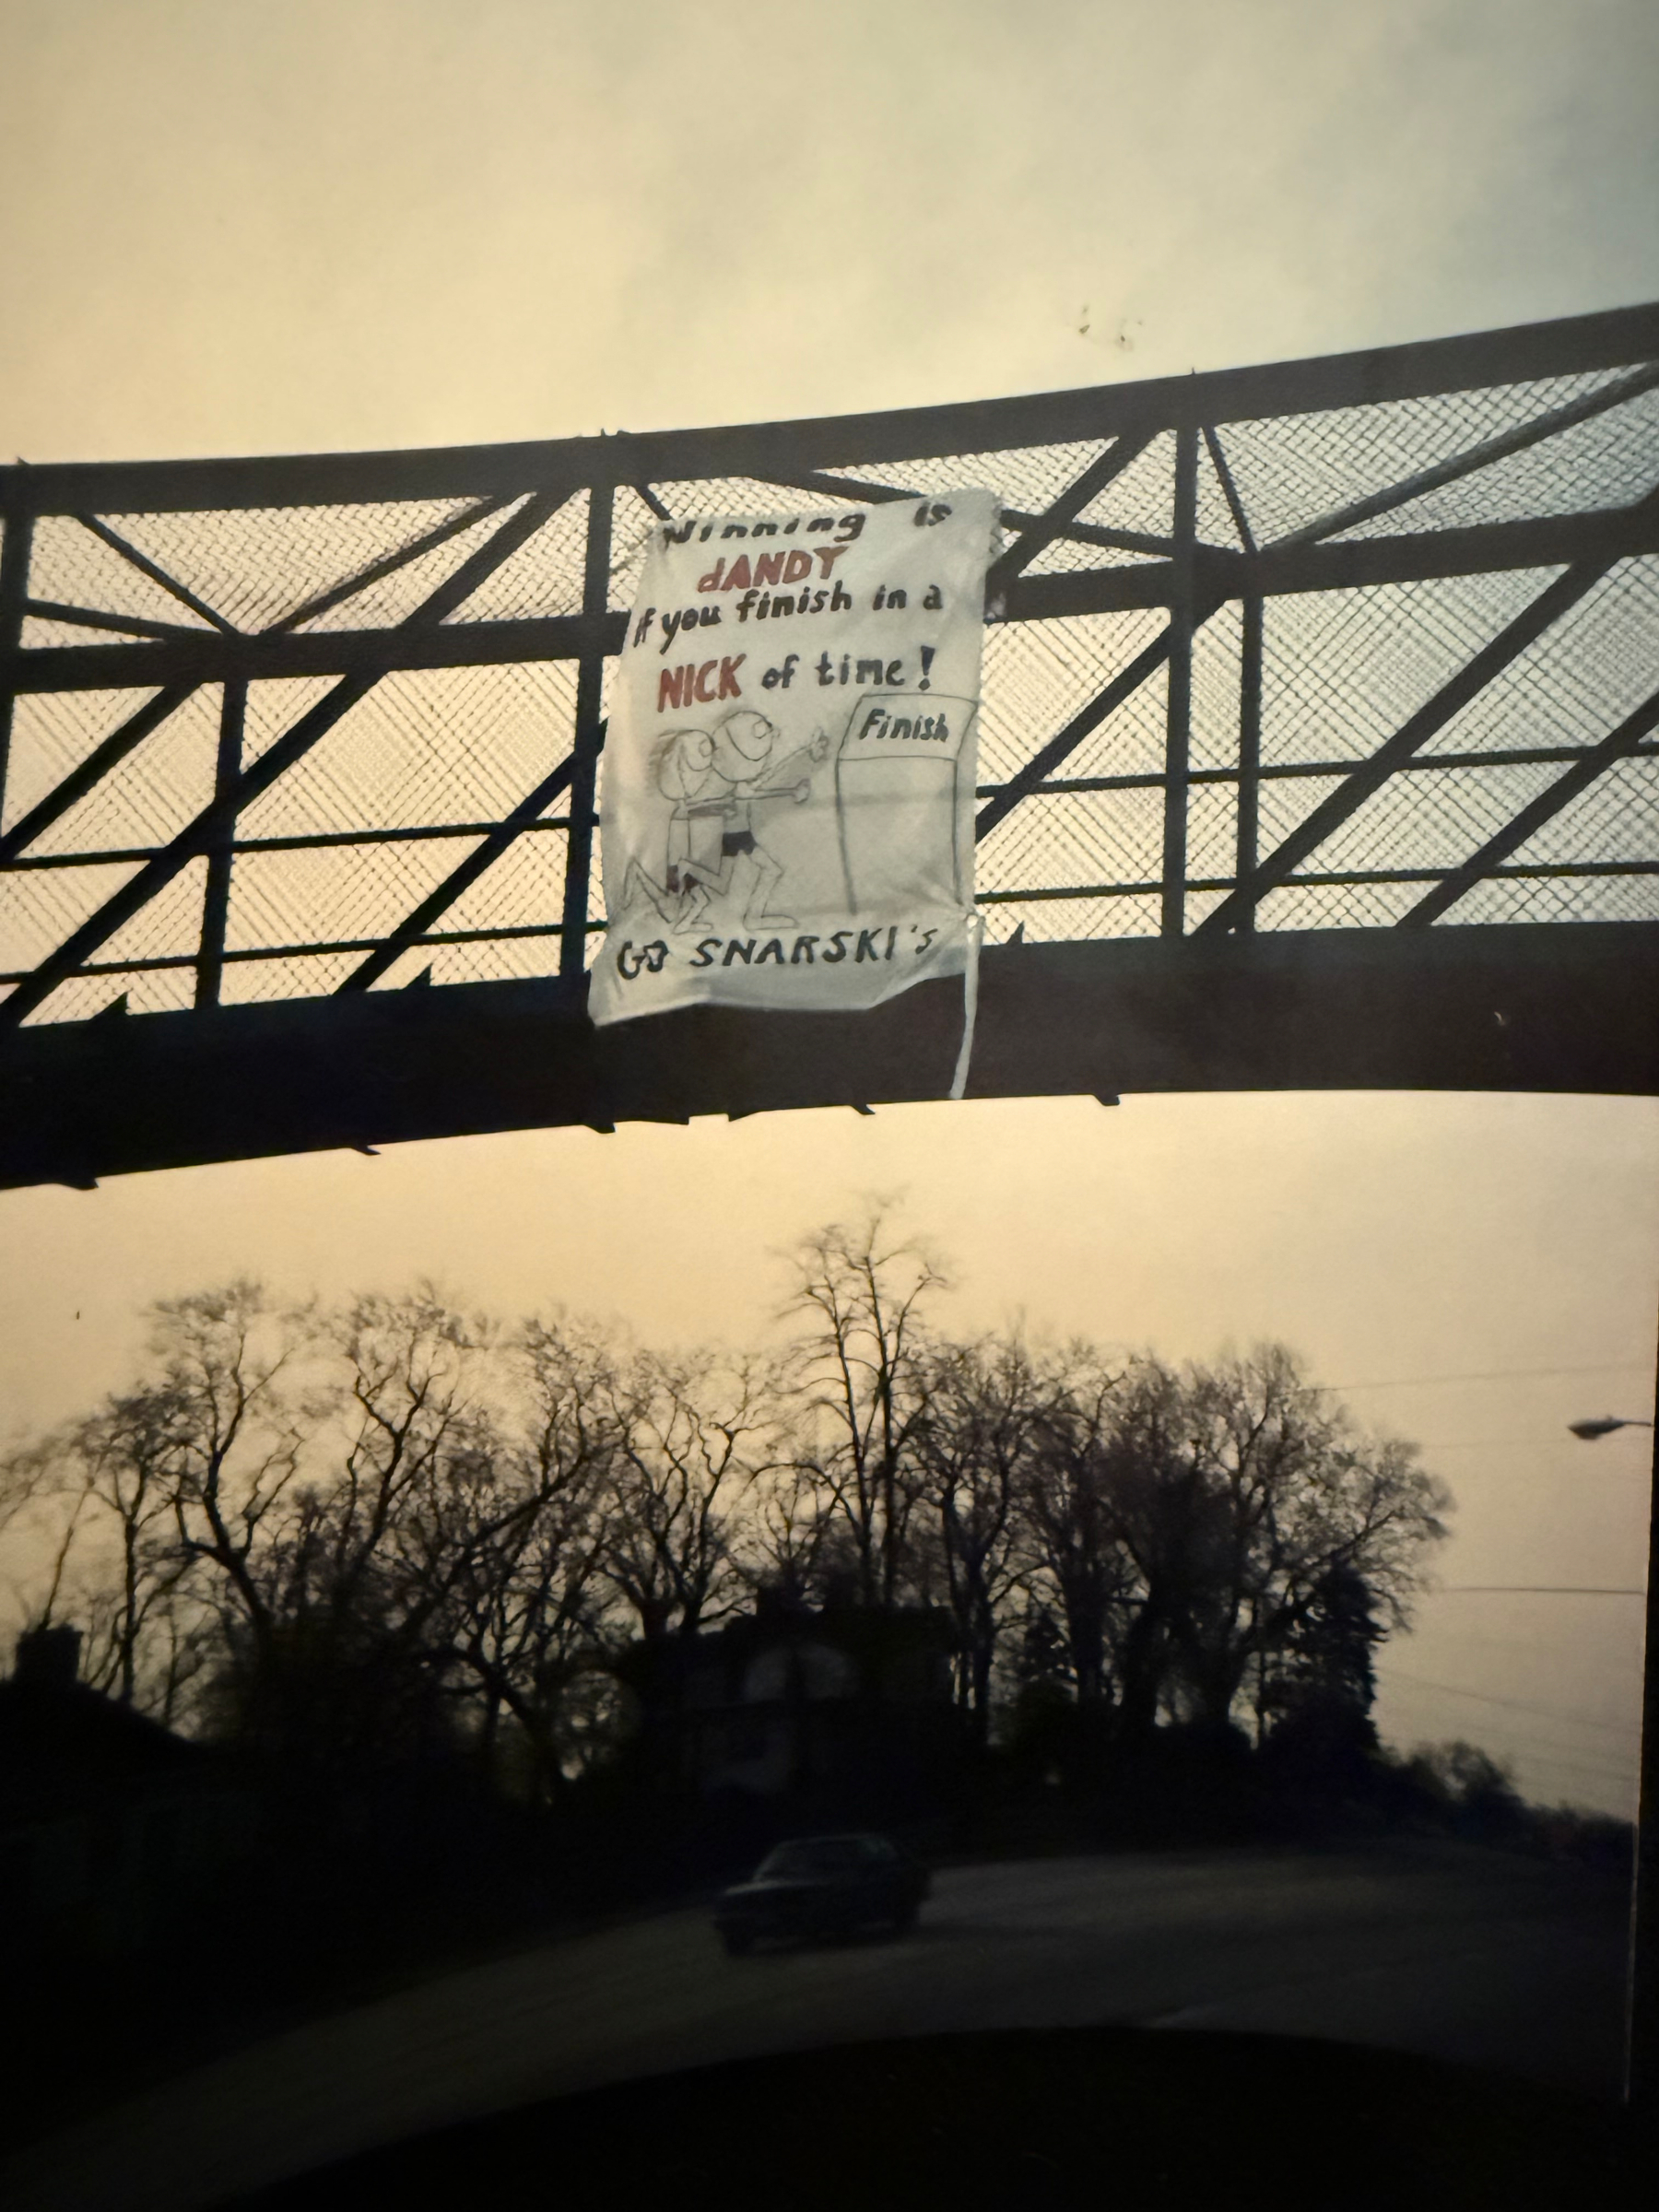 Winning is
dANDY
if you finish in a
NICK of time!
Finish
GO SNARSKI's